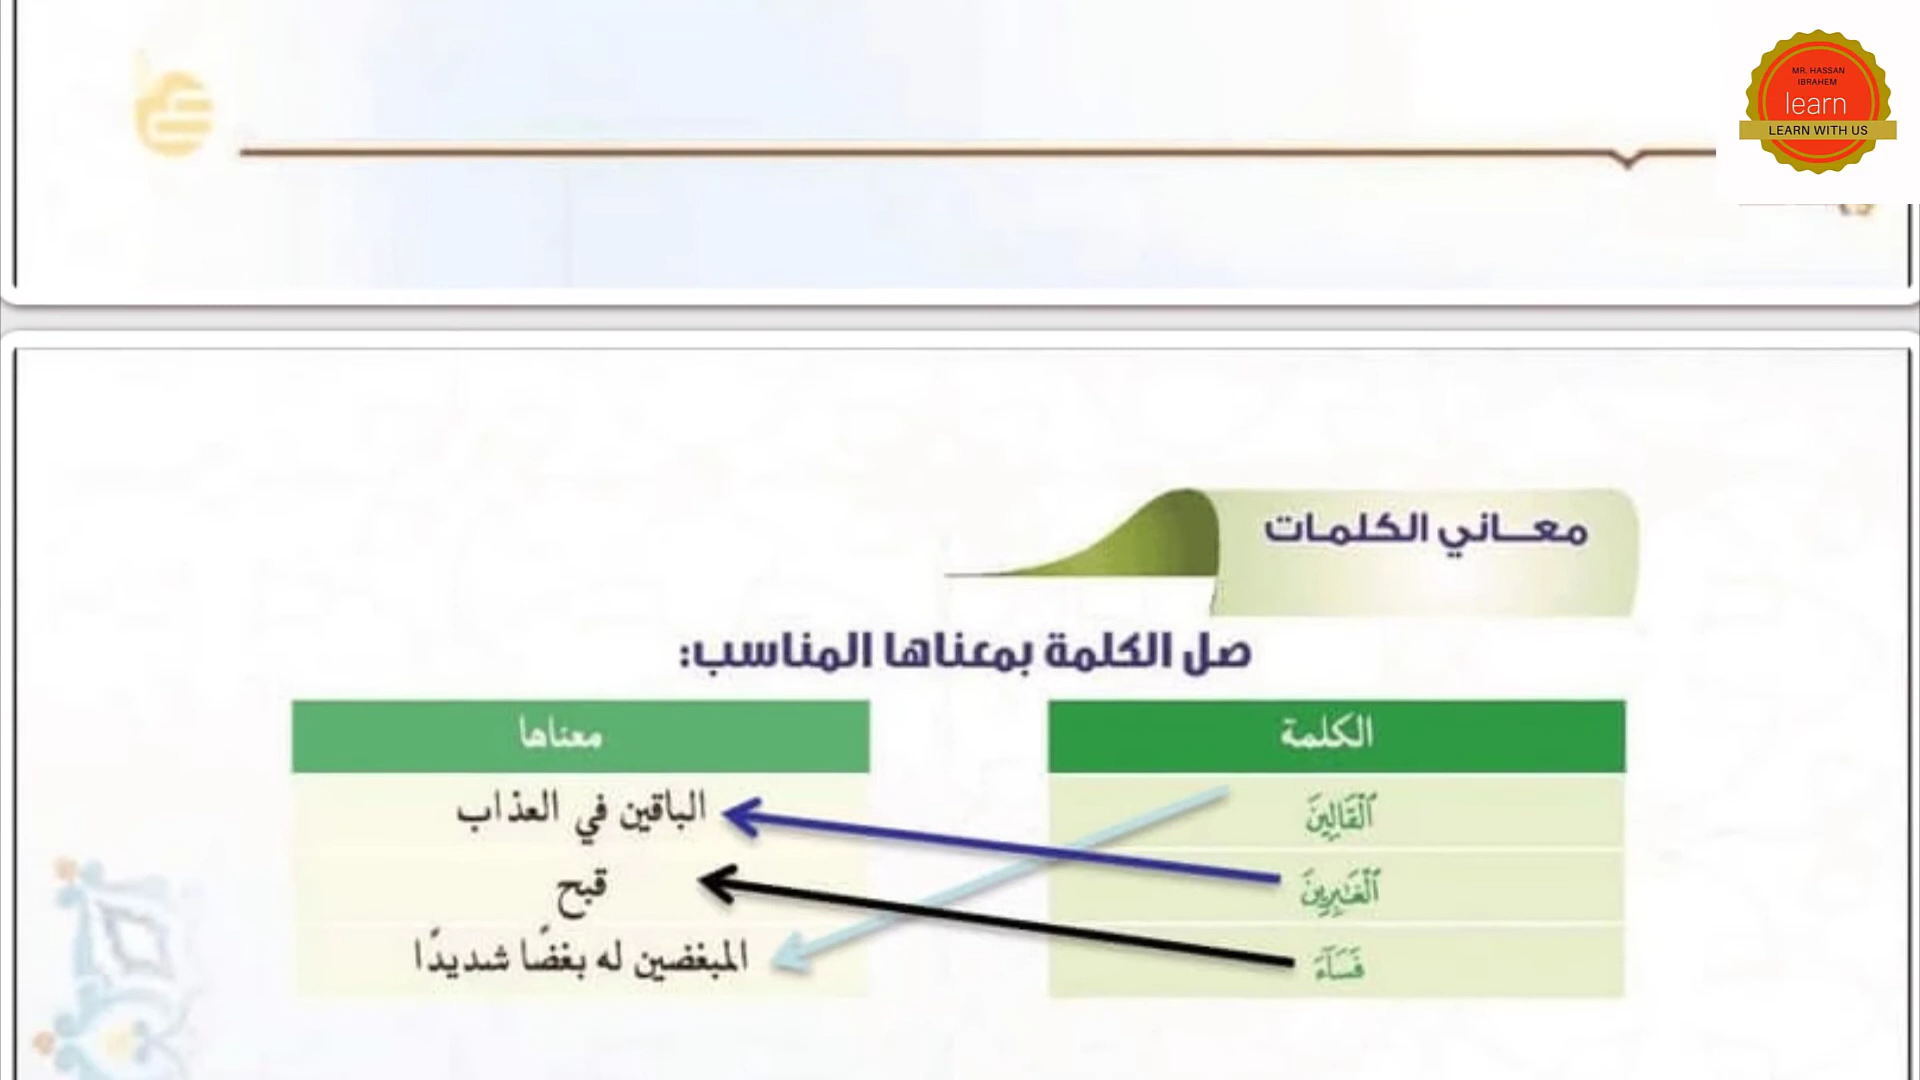 MR. HASSAN
IBRAHEM
learn
LEARN WITH US
معـــاني الكلمـات
صل الكلمة بمعناها المناسب:
الكلمة معناها
ٱلْقَالِينَ الباقين في العذاب
ٱلْغَـٰبِرِينَ قبح
فَسَآءَ المبغضين له بغضًا شديدًا